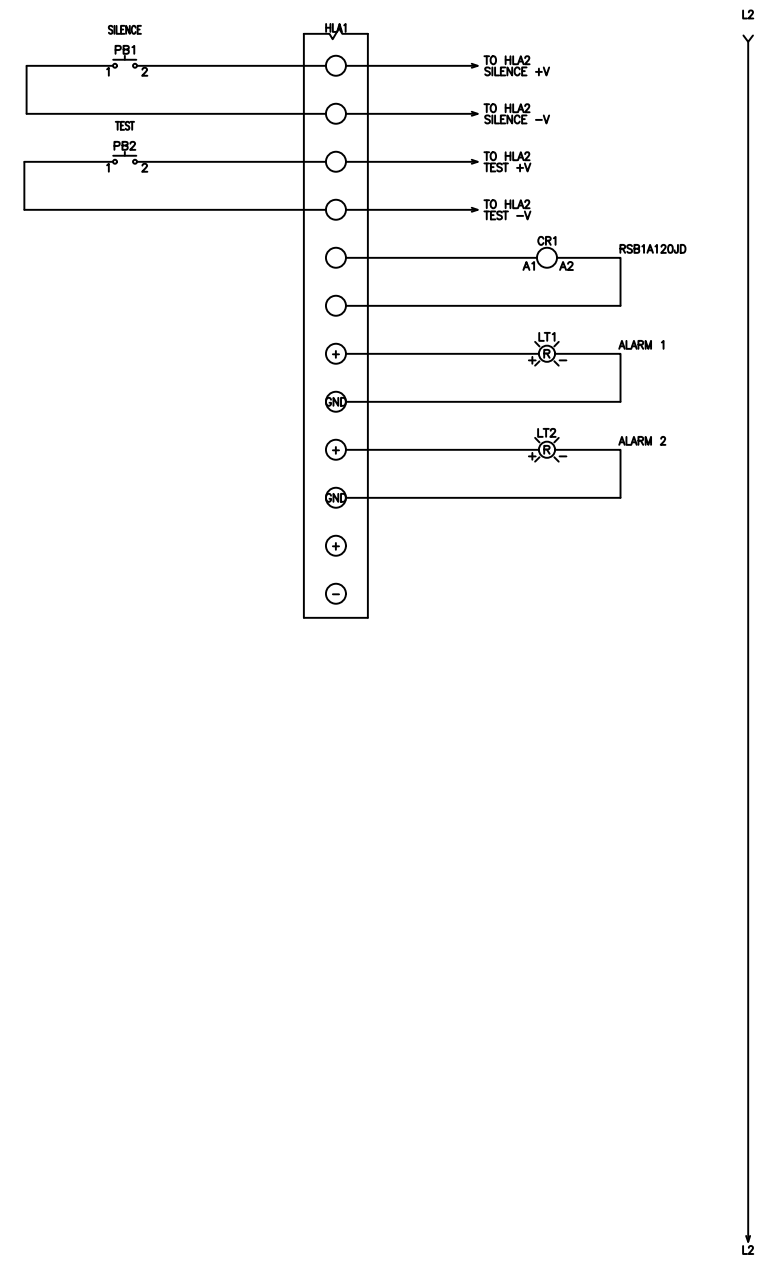 L2
SILENCE
HLA1
PB1
1 2
TO HLA2
SILENCE +V
TO HLA2
SILENCE -V
TEST
PB2
1 2
TO HLA2
TEST +V
TO HLA2
TEST -V
CR1
RSB1A120JD
A1 A2
LT1
ALARM 1
+ R + -
GND
LT2
ALARM 2
+ R + -
GND
+
-
L2